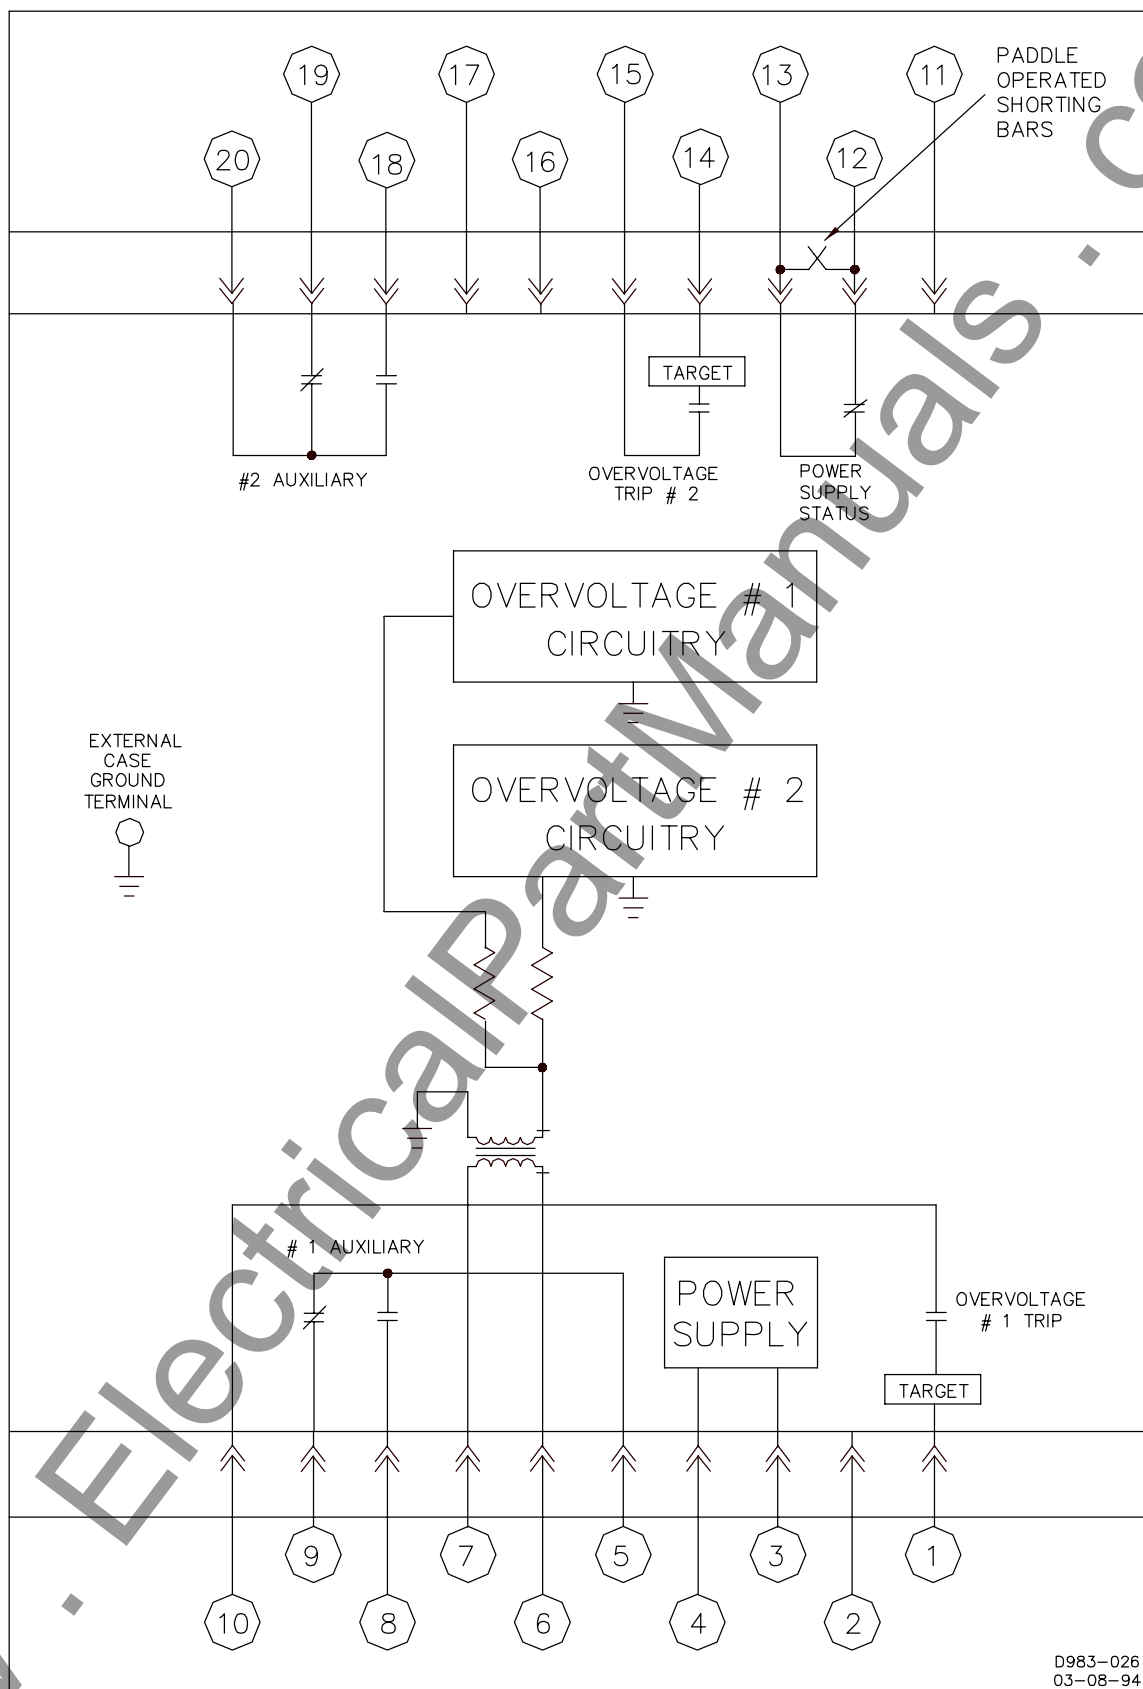 PADDLE
OPERATED
SHORTING
BARS
19
17
15
13
11
20
18
16
14
12
TARGET
#2 AUXILIARY
OVERVOLTAGE
TRIP # 2
POWER
SUPPLY
STATUS
OVERVOLTAGE # 1
CIRCUITRY
OVERVOLTAGE # 2
CIRCUITRY
EXTERNAL
CASE
GROUND
TERMINAL
# 1 AUXILIARY
POWER
SUPPLY
OVERVOLTAGE
# 1 TRIP
TARGET
9
7
5
3
1
10
8
6
4
2
D983-026
03-08-94
. ElectricalPartManuals . c